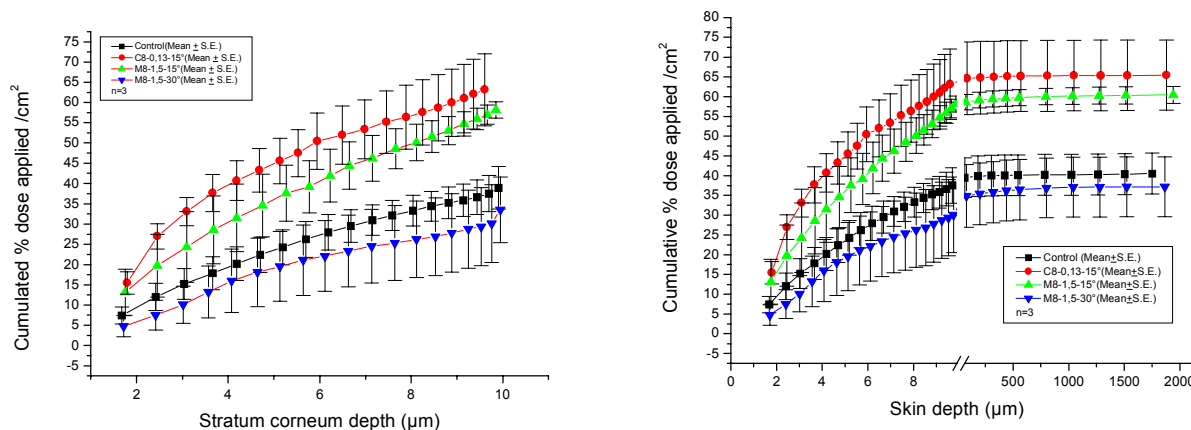 Cumulated % dose applied /cm²
75
70
65
60
55
50
45
40
35
30
25
20
15
10
5
0
-5
Control(Mean ± S.E.)
C8-0,13-15°(Mean ± S.E.)
M8-1,5-15°(Mean ± S.E.)
M8-1,5-30°(Mean ± S.E.)
n=3
2 4 6 8 10
Stratum corneum depth (µm)
Cumulative % dose applied /cm²
80
75
70
65
60
55
50
45
40
35
30
25
20
15
10
5
0
-5
Control (Mean±S.E.)
C8-0,13-15°(Mean±S.E.)
M8-1,5-15°(Mean±S.E.)
M8-1,5-30°(Mean±S.E.)
n=3
0 2 4 6 8 500 1000 1500 2000
Skin depth (µm)